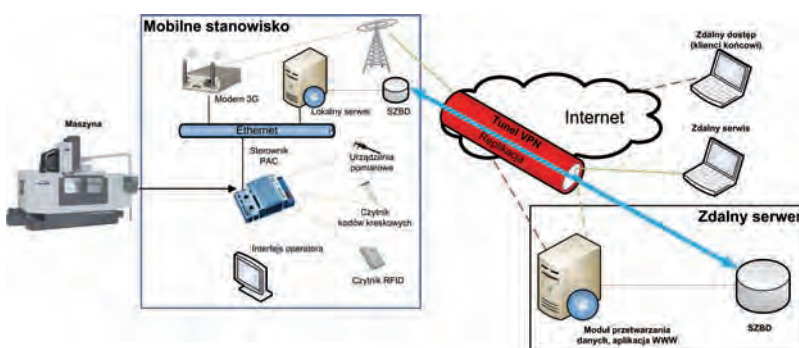 Mobilne stanowisko
Modem 3G
Lokalny serwis
SZBD
Ethernet
Maszyna
Sterownik
PAC
Urządzenia
pomiarowe
Czytnik
kodów kreskowych
Interfejs operatora
Czytnik RFID
Tunel VPN
Replikacja
Internet
Zdalny dostęp
(klienci końcowi)
Zdalny serwis
Zdalny serwer
Moduł przetwarzania
danych, aplikacja WWW
SZBD